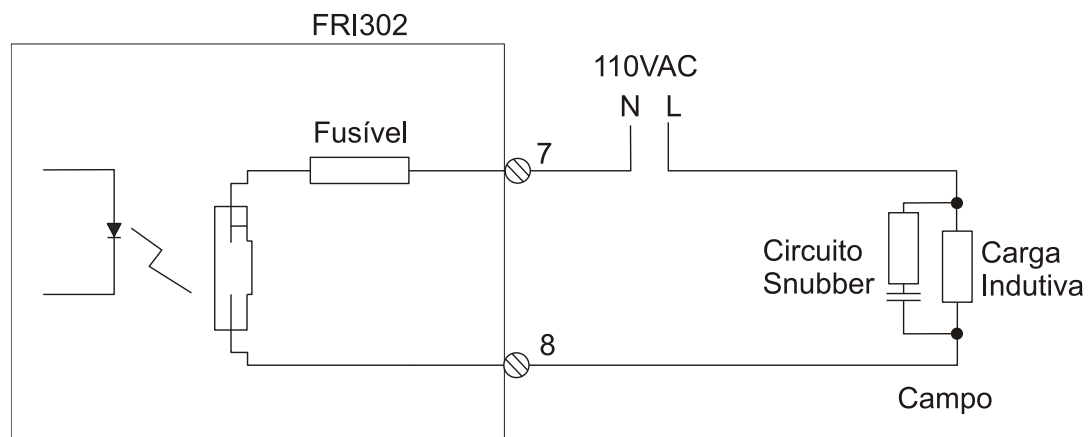 FRI302
110VAC
N L
Fusível
7
Circuito
Snubber
Carga
Indutiva
8
Campo